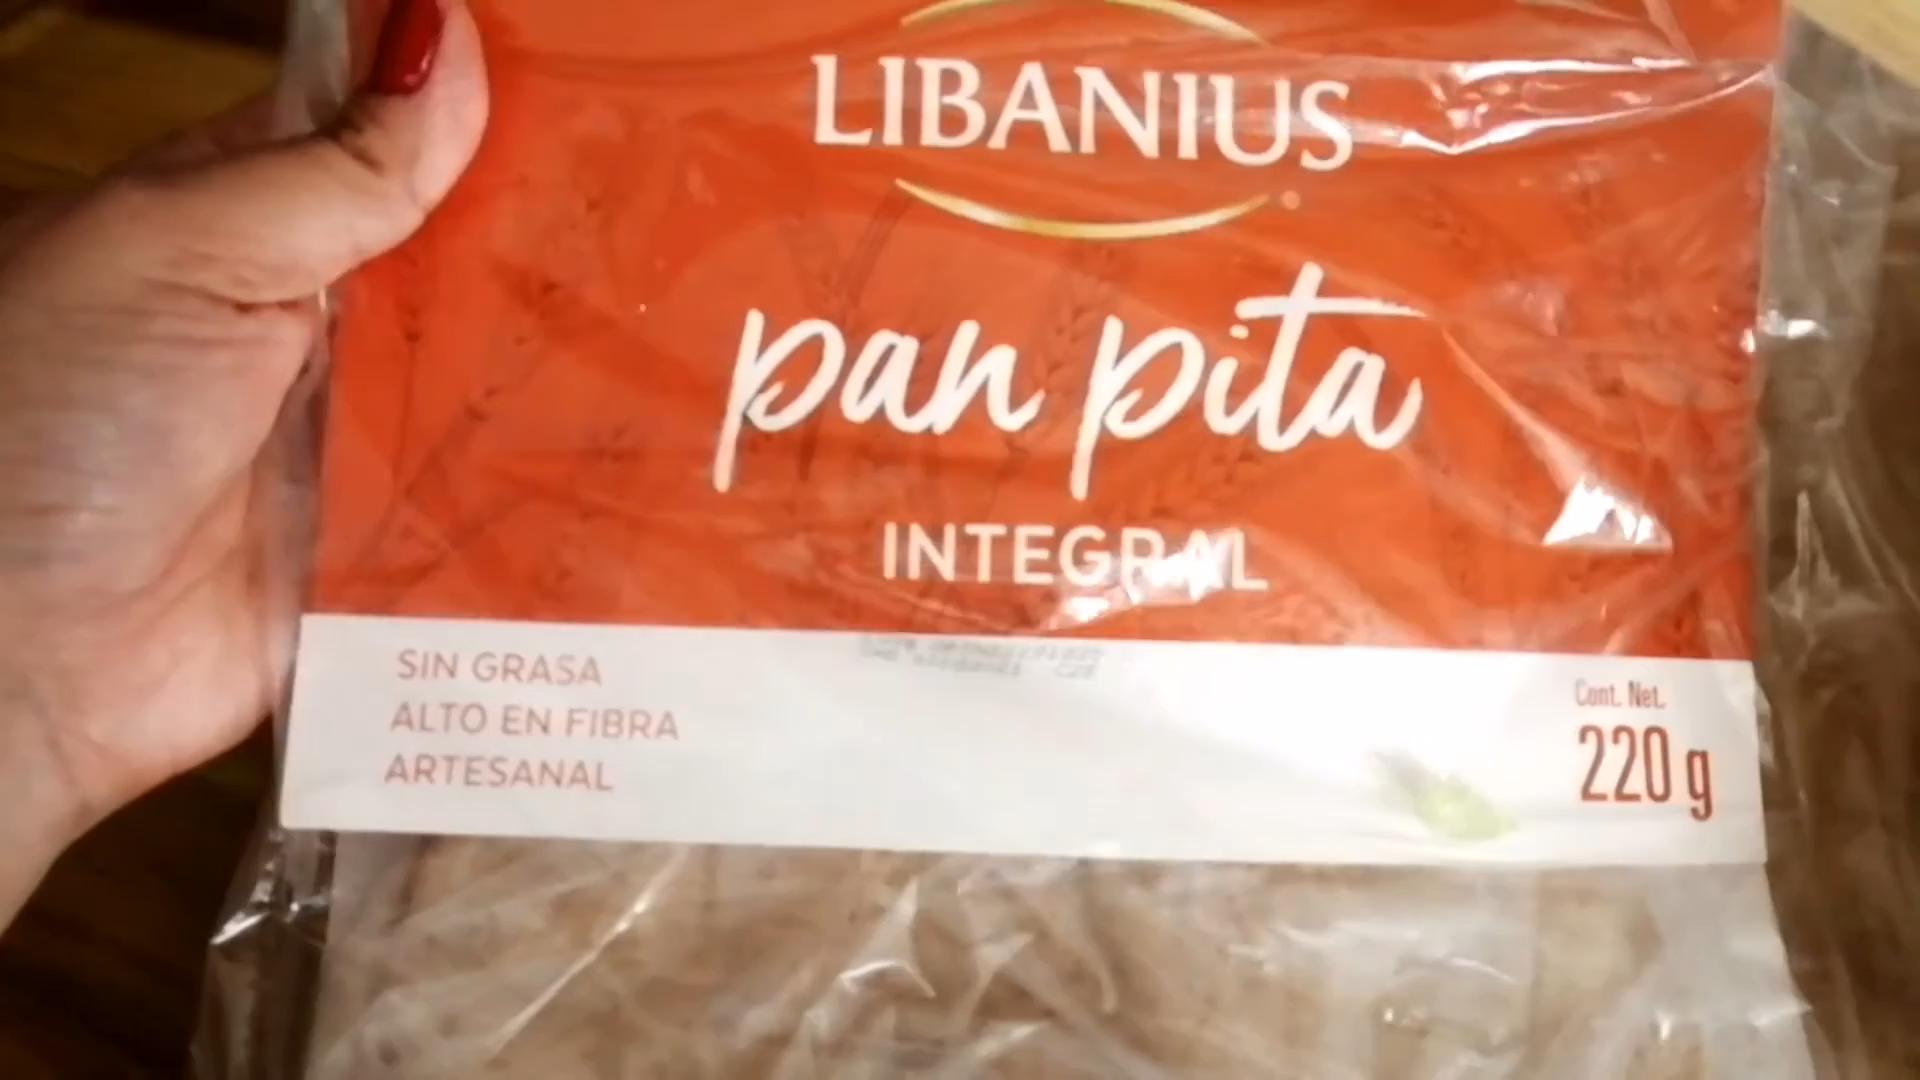 LIBANIUS
pan pita
INTEGRAL
SIN GRASA
ALTO EN FIBRA
ARTESANAL
Cont. Net.
220 g